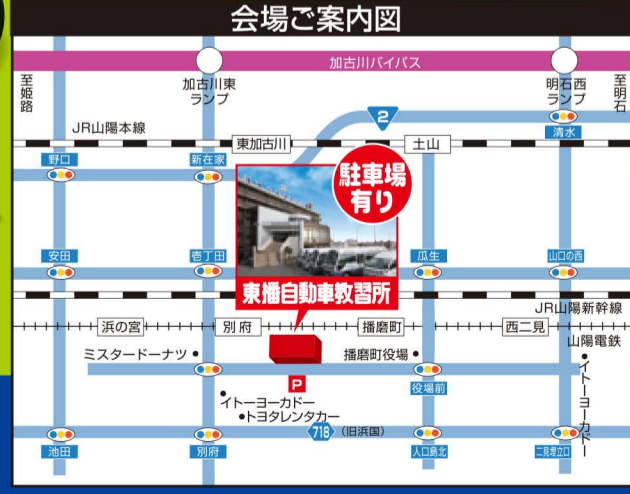 会場ご案内図
加古川バイパス
至姫路
加古川東
ランプ
明石西
ランプ
至明石
2
清水
JR山陽本線
東加古川
土山
野口
新在家
駐車場
有り
安田
壱丁田
瓜生
山口の西
東播自動車教習所
JR山陽新幹線
浜の宮
別府
播磨町
西二見
山陽電鉄
ミスタードーナツ
播磨町役場
イトーヨーカドー
P
役場前
イトーヨーカドー
トヨタレンタカー
718
(旧浜国)
池田
別府
人口島北
二見埋立口